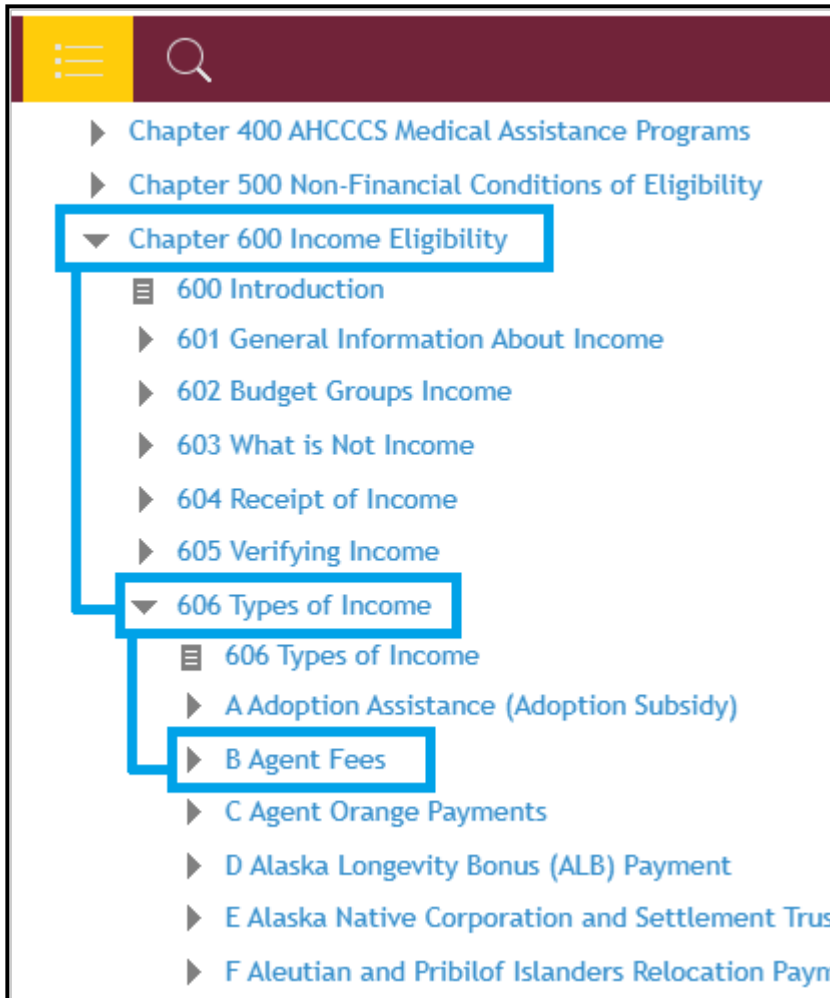 Chapter 400 AHCCCS Medical Assistance Programs
Chapter 500 Non-Financial Conditions of Eligibility
Chapter 600 Income Eligibility
600 Introduction
601 General Information About Income
602 Budget Groups Income
603 What is Not Income
604 Receipt of Income
605 Verifying Income
606 Types of Income
606 Types of Income
A Adoption Assistance (Adoption Subsidy)
B Agent Fees
C Agent Orange Payments
D Alaska Longevity Bonus (ALB) Payment
E Alaska Native Corporation and Settlement Trus
F Aleutian and Pribilof Islanders Relocation Paym